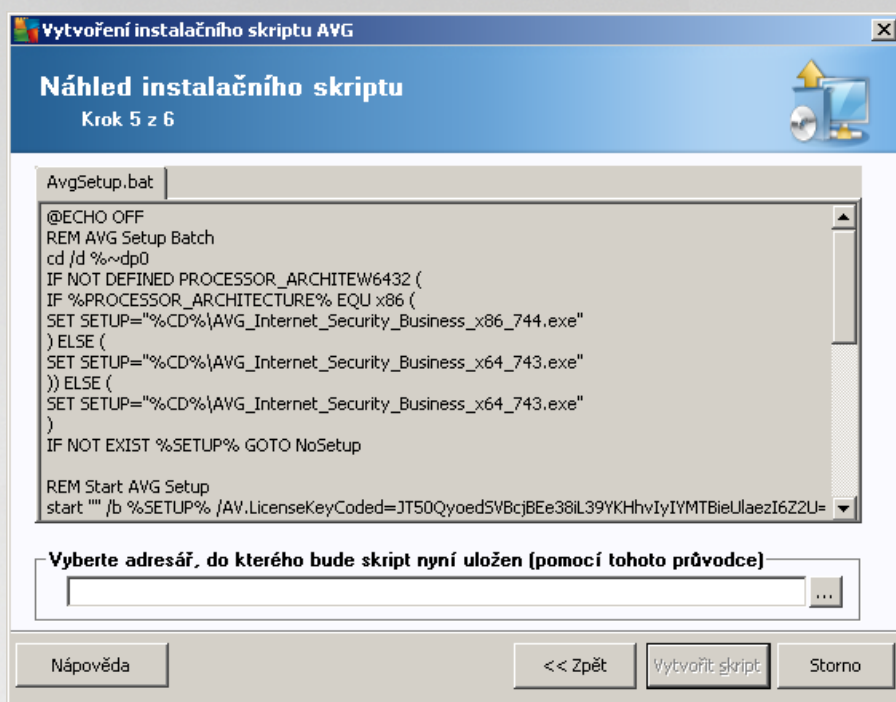 Vytvoření instalačního skriptu AVG
Náhled instalačního skriptu
Krok 5 z 6
AvgSetup.bat
@ECHO OFF
REM AVG Setup Batch
cd /d %~dp0
IF NOT DEFINED PROCESSOR_ARCHITEW6432 (
IF %PROCESSOR_ARCHITECTURE% EQU x86 (
SET SETUP="%CD%\AVG_Internet_Security_Business_x86_744.exe"
) ELSE (
SET SETUP="%CD%\AVG_Internet_Security_Business_x64_743.exe"
)) ELSE (
SET SETUP="%CD%\AVG_Internet_Security_Business_x64_743.exe"
)
IF NOT EXIST %SETUP% GOTO NoSetup
REM Start AVG Setup
start "" /b %SETUP% /AV.LicenseKeyCoded=JT50QyoedSVBcjBEe38iL39YKHhvIyIYMTBieUlaezI6Z2U=
Vyberte adresář, do kterého bude skript nyní uložen (pomocí tohoto průvodce)
...
Nápověda
<< Zpět
Vytvořit skript
Storno